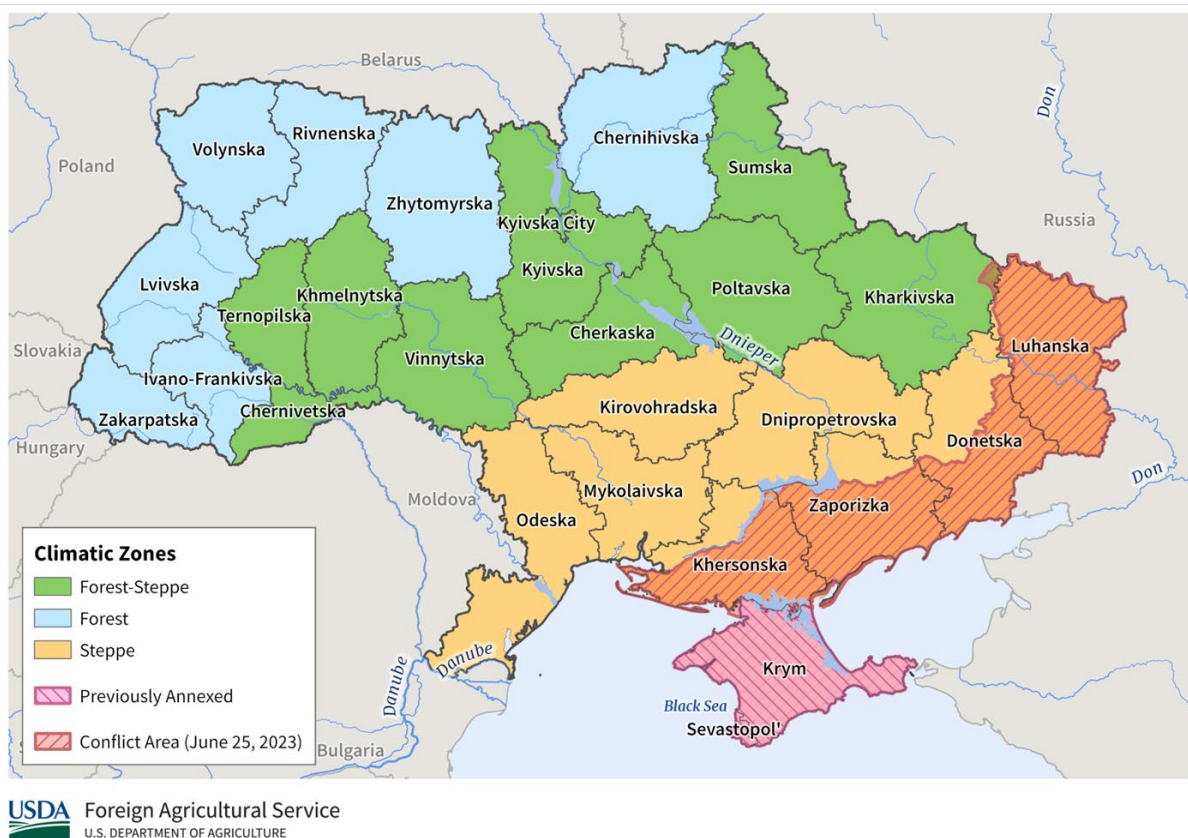 Belarus
Don
Chernihivska
Rivnenska
Volynska
Poland
Sumska
Zhytomyrska
Russia
Kyivska City
Kyivska
Lvivska
Khmelnytska
Poltavska
Kharkivska
Ternopilska
Cherkaska
Dnieper
Luhanska
Slovakia
Vinnytska
Ivano-Frankivska
Kirovohradska
Chernivetska
Zakarpatska
Dnipropetrovska
Donetska
Hungary
Don
Mykolaivska
Moldova
Zaporizka
Odeska
Khersonska
Climatic Zones
Forest-Steppe
Forest
Steppe
Previously Annexed
Conflict Area (June 25, 2023)
Danube
Danube
Krym
Black Sea
Sevastopol'
Bulgaria
USDA
Foreign Agricultural Service
U.S. DEPARTMENT OF AGRICULTURE